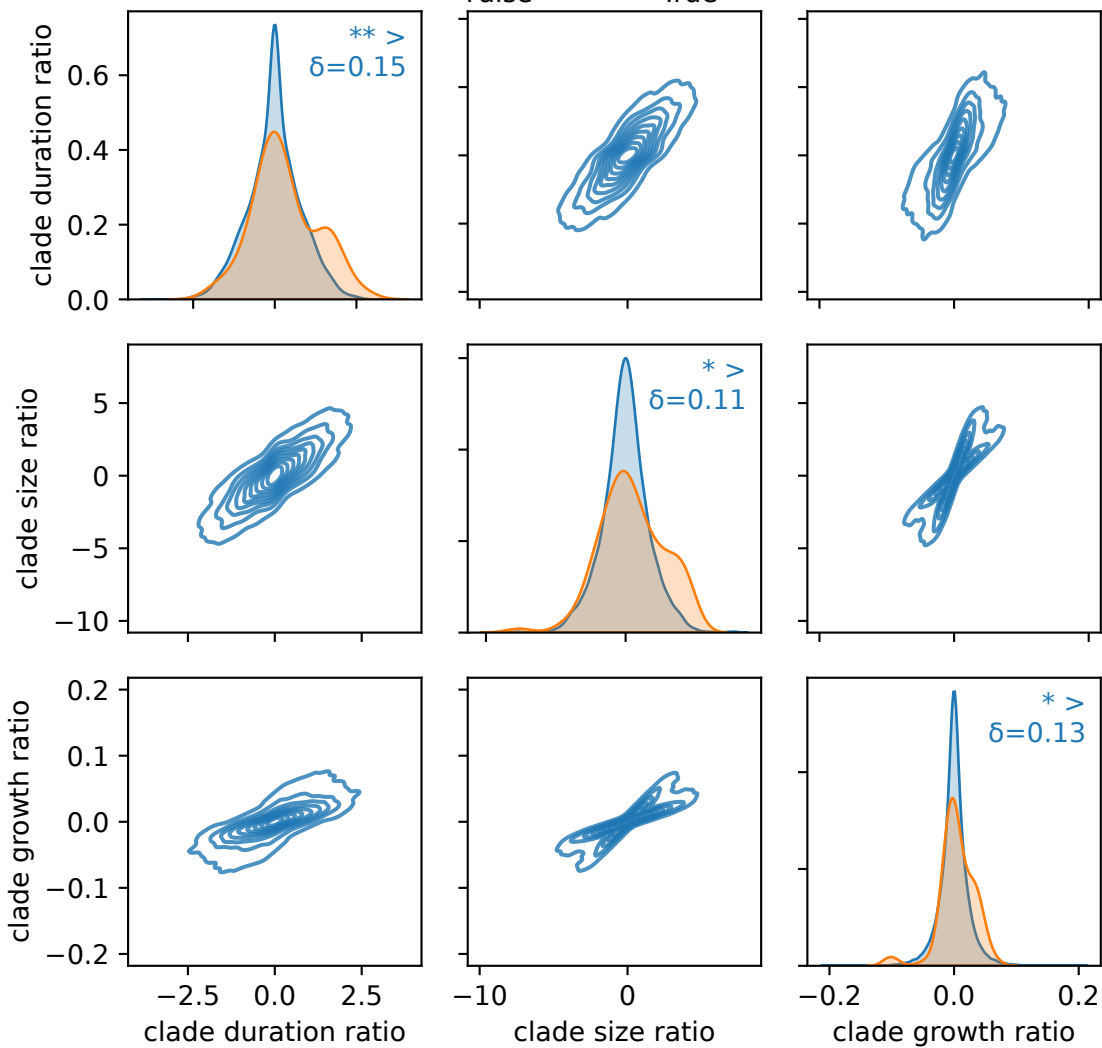 False True
clade duration ratio
0.6
0.4
0.2
0.0
** >
δ=0.15
clade size ratio
5
0
−5
−10
* >
δ=0.11
clade growth ratio
0.2
0.1
0.0
−0.1
−0.2
* >
δ=0.13
−2.5 0.0 2.5
−10 0
−0.2 0.0 0.2
clade duration ratio
clade size ratio
clade growth ratio